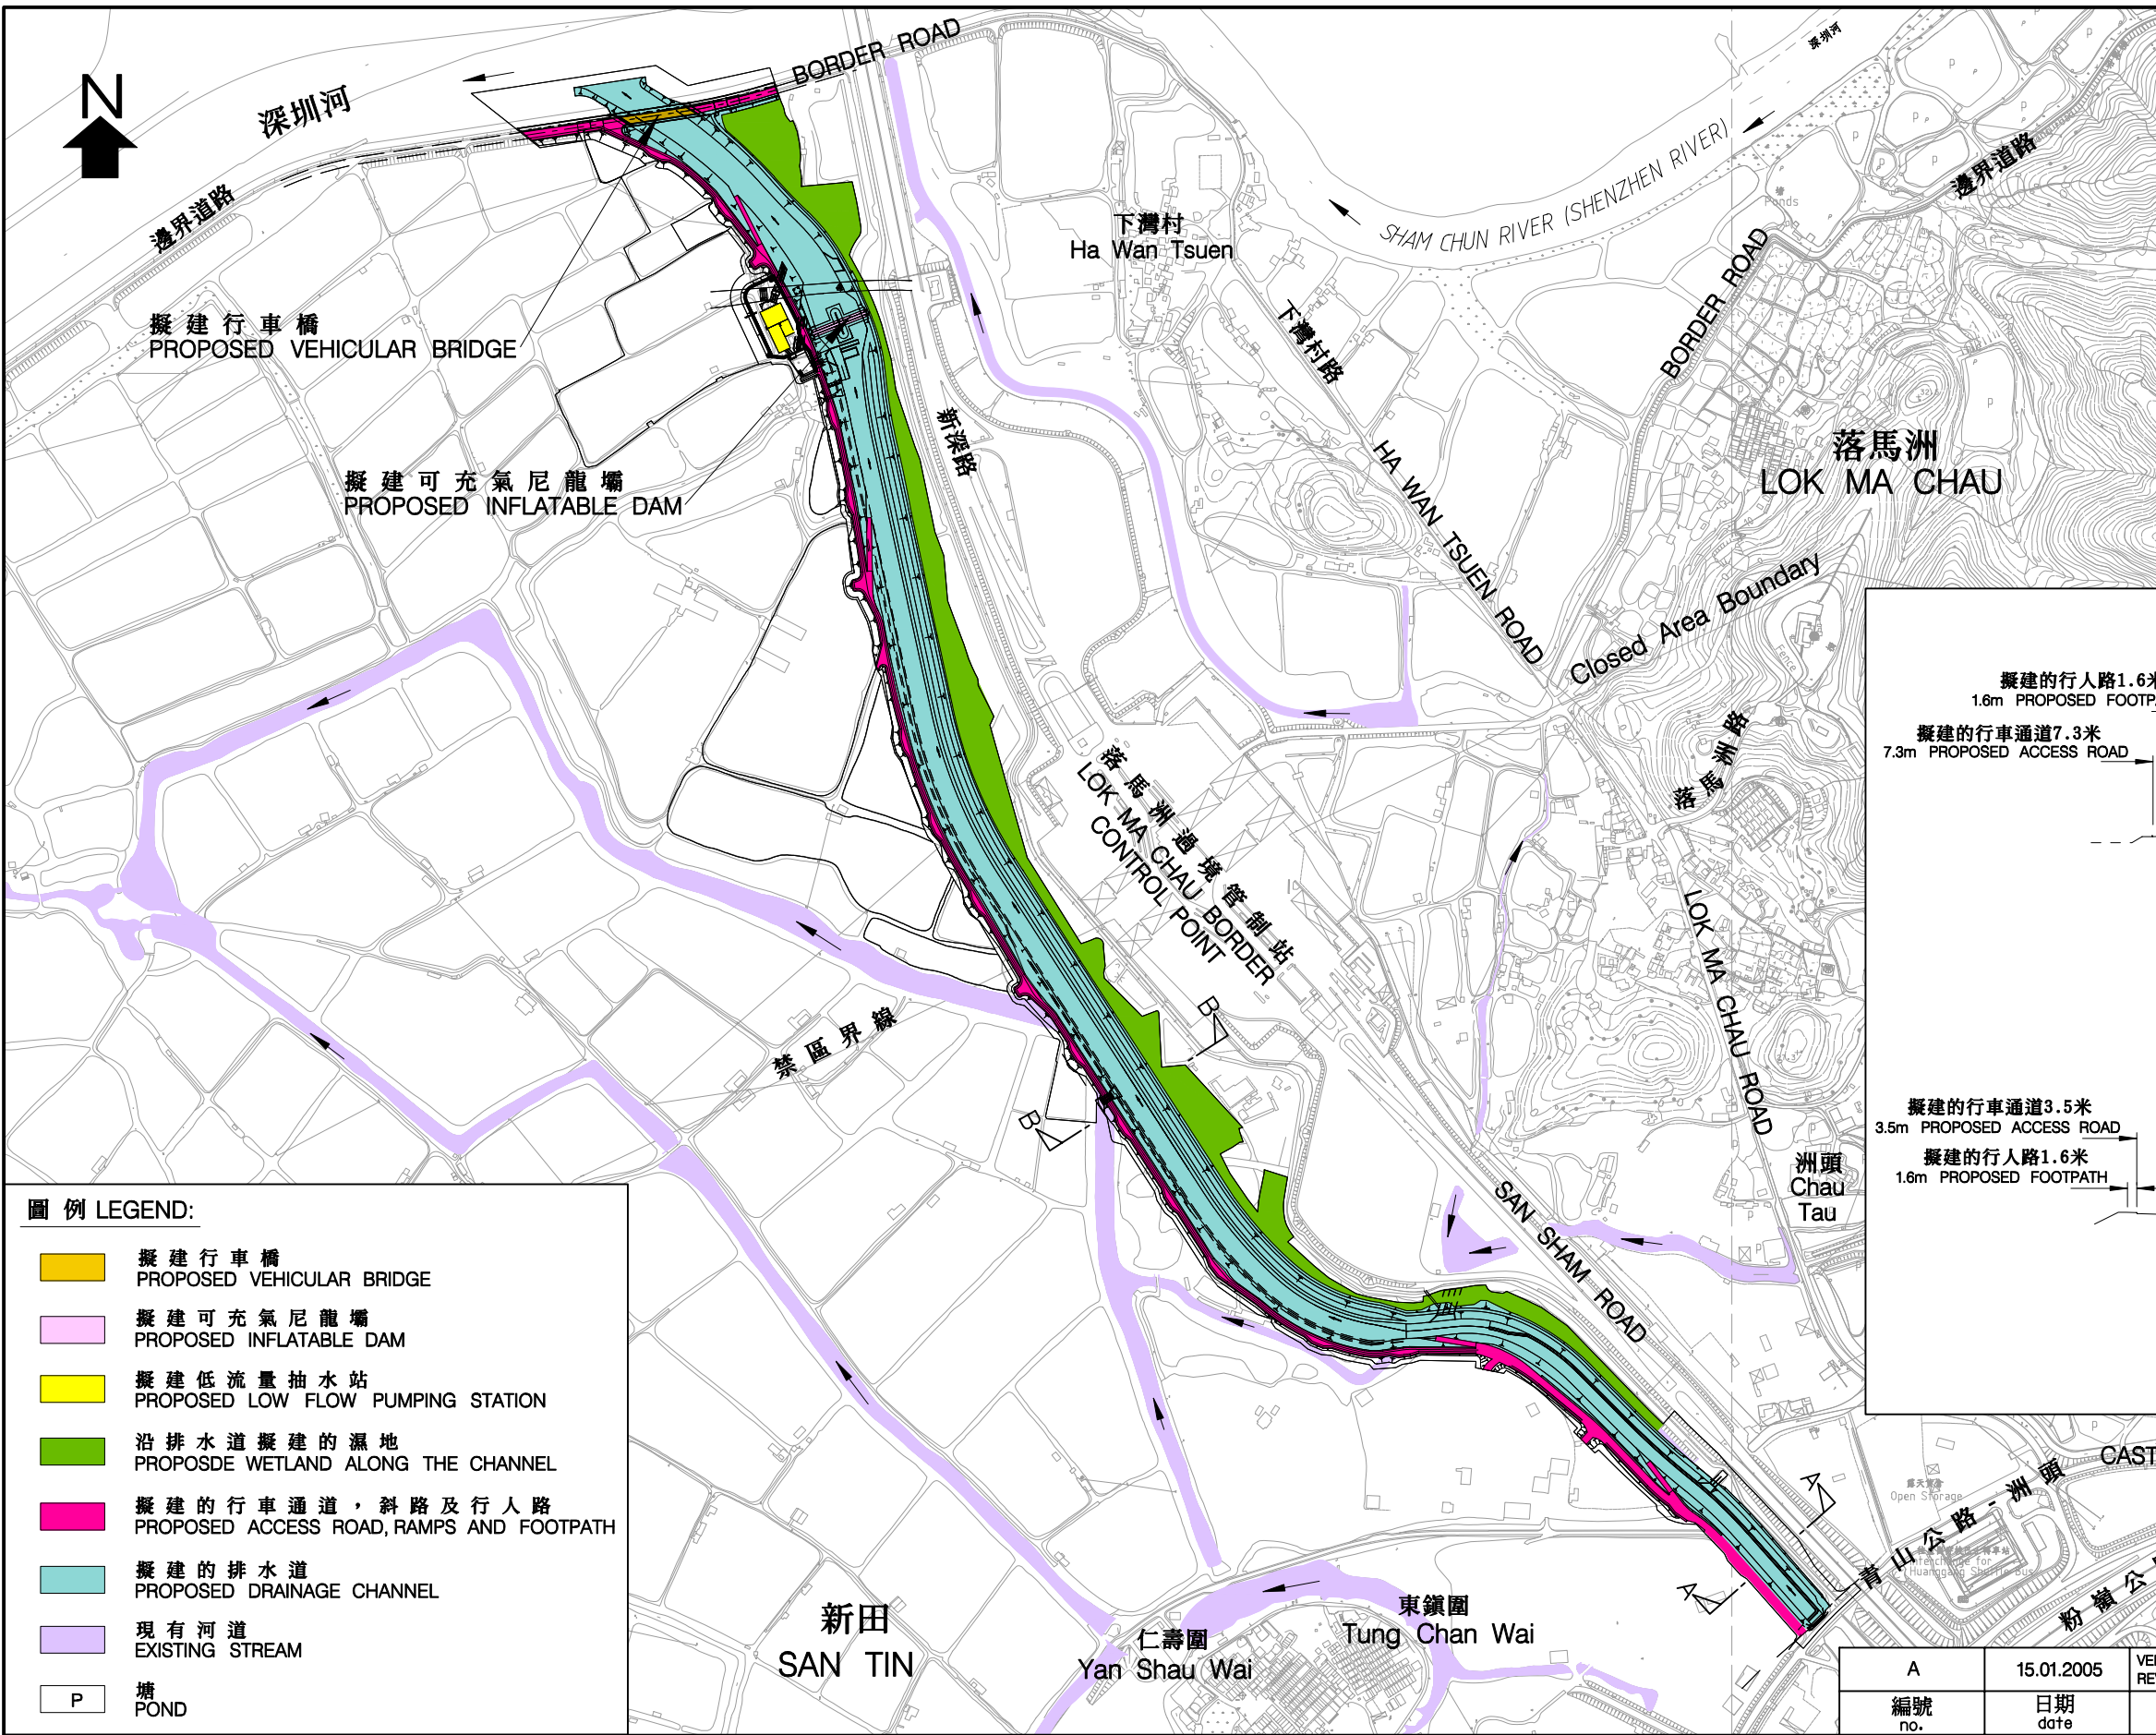 N
深圳河
BORDER ROAD
深圳河
邊界道路
邊界道路
下灣村
Ha Wan Tsuen
SHAM CHUN RIVER (SHENZHEN RIVER)
Ponds
BORDER ROAD
擬建行車橋
PROPOSED VEHICULAR BRIDGE
下灣村路
新深路
落馬洲
LOK MA CHAU
擬建可充氣尼龍壩
PROPOSED INFLATABLE DAM
HA WAN TSUEN ROAD
Closed Area Boundary
Fence
擬建的行人路1.6米
1.6m PROPOSED FOOTP
擬建的行車通道7.3米
7.3m PROPOSED ACCESS ROAD
落馬洲路
落馬洲過境管制站
LOK MA CHAU BORDER
CONTROL POINT
LOK MA CHAU ROAD
禁區界線
B
B
擬建的行車通道3.5米
3.5m PROPOSED ACCESS ROAD
擬建的行人路1.6米
1.6m PROPOSED FOOTPATH
洲頭
Chau
Tau
SAN SHAM ROAD
圖例 LEGEND:
擬建行車橋
PROPOSED VEHICULAR BRIDGE
擬建可充氣尼龍壩
PROPOSED INFLATABLE DAM
擬建低流量抽水站
PROPOSED LOW FLOW PUMPING STATION
沿排水道擬建的濕地
PROPOSDE WETLAND ALONG THE CHANNEL
擬建的行車通道，斜路及行人路
PROPOSED ACCESS ROAD, RAMPS AND FOOTPATH
擬建的排水道
PROPOSED DRAINAGE CHANNEL
現有河道
EXISTING STREAM
P
塘
POND
新田
SAN TIN
仁壽圍
Yan Shau Wai
東鎮圍
Tung Chan Wai
A
A
CAST
露天貨倉
Open Storage
青山公路-洲頭
Interchange for
Huanggang Shuttle Bus
粉嶺公
A
15.01.2005
編號
no.
日期
date